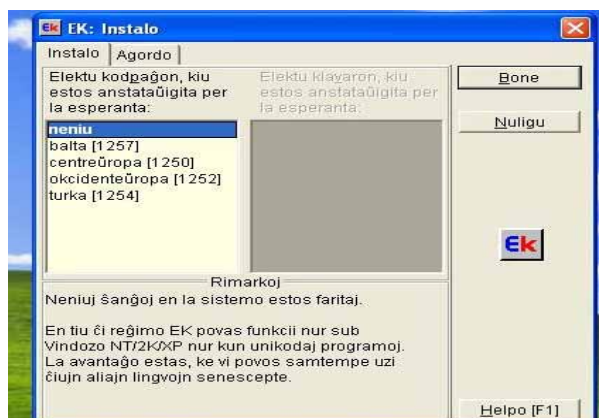 EK: Instalo
Instalo
Agordo
Elektu kodpaĝon, kiu
estos anstataŭigita per
la esperanta:
Elektu klavaron, kiu
estos anstataŭigita per
la esperanta:
neniu
balta [1257]
centreŭropa [1250]
okcidenteŭropa [1252]
turka [1254]
Bone
Nuligu
Ek
Rimarkoj
Neniuj ŝanĝoj en la sistemo estos faritaj.
En tiu ĉi reĝimo EK povas funkcii nur sub
Vindozo NT/2K/XP nur kun unikodaj programoj.
La avantaĝo estas, ke vi povos samtempe uzi
ĉiujn aliajn lingvojn senescepte.
Helpo [F1]